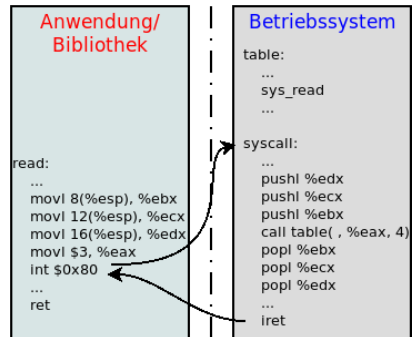 Anwendung/
Bibliothek
read:
...
movl 8(%esp), %ebx
movl 12(%esp), %ecx
movl 16(%esp), %edx
movl $3, %eax
int $0x80
...
ret
Betriebssystem
table:
...
sys_read
...
syscall:
...
pushl %edx
pushl %ecx
pushl %ebx
call table( , %eax, 4)
popl %ebx
popl %ecx
popl %edx
...
iret